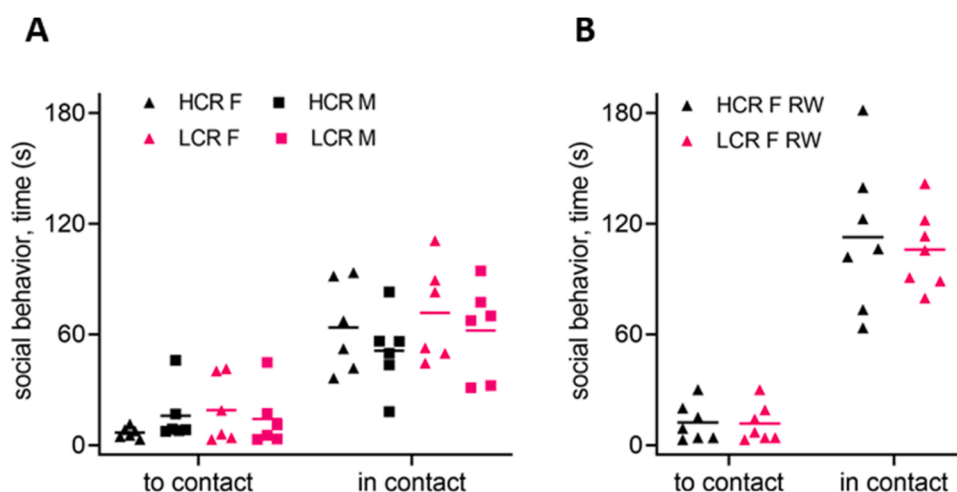 A
HCR F HCR M
LCR F LCR M
180
120
60
0
social behavior, time (s)
to contact in contact
B
HCR F RW
LCR F RW
180
120
60
0
social behavior, time (s)
to contact in contact